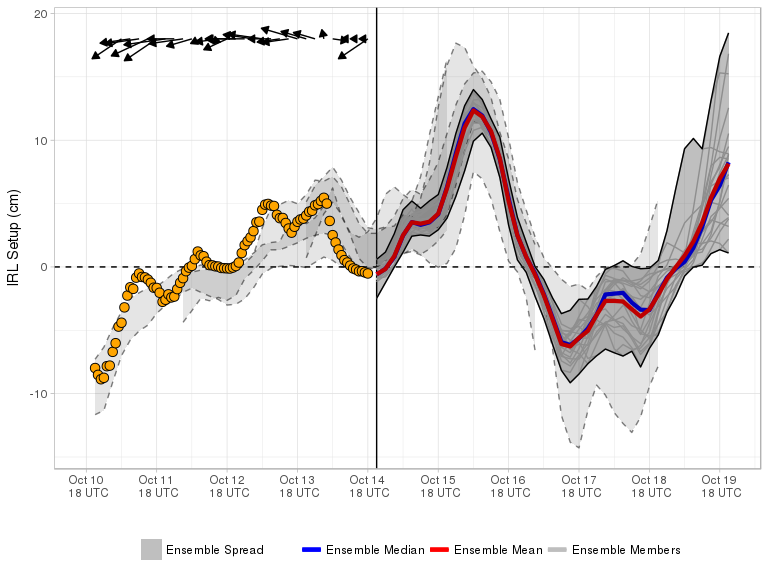 20
10
0
-10
IRL Setup (cm)
Oct 10 Oct 11 Oct 12 Oct 13 Oct 14 Oct 15 Oct 16 Oct 17 Oct 18 Oct 19
18 UTC 18 UTC 18 UTC 18 UTC 18 UTC 18 UTC 18 UTC 18 UTC 18 UTC 18 UTC
Ensemble Spread Ensemble Median Ensemble Mean Ensemble Members